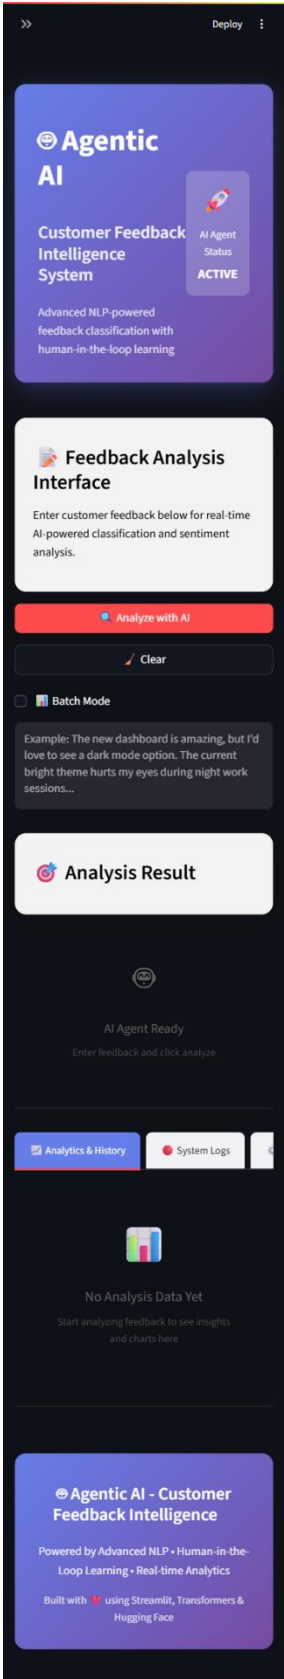 Deploy
Agentic
AI
Customer Feedback
Intelligence
System
Advanced NLP-powered
feedback classification with
human-in-the-loop learning
AI Agent
Status
ACTIVE
Feedback Analysis
Interface
Enter customer feedback below for real-time
AI-powered classification and sentiment
analysis.
Analyze with AI
Clear
Batch Mode
Example: The new dashboard is amazing, but I'd
love to see a dark mode option. The current
bright theme hurts my eyes during night work
sessions...
Analysis Result
AI Agent Ready
Enter feedback and click analyze
Analytics & History
System Logs
No Analysis Data Yet
Start analyzing feedback to see insights
and charts here
Agentic AI - Customer
Feedback Intelligence
Powered by Advanced NLP • Human-in-the-
Loop Learning • Real-time Analytics
Built with ❤️ using Streamlit, Transformers &
Hugging Face